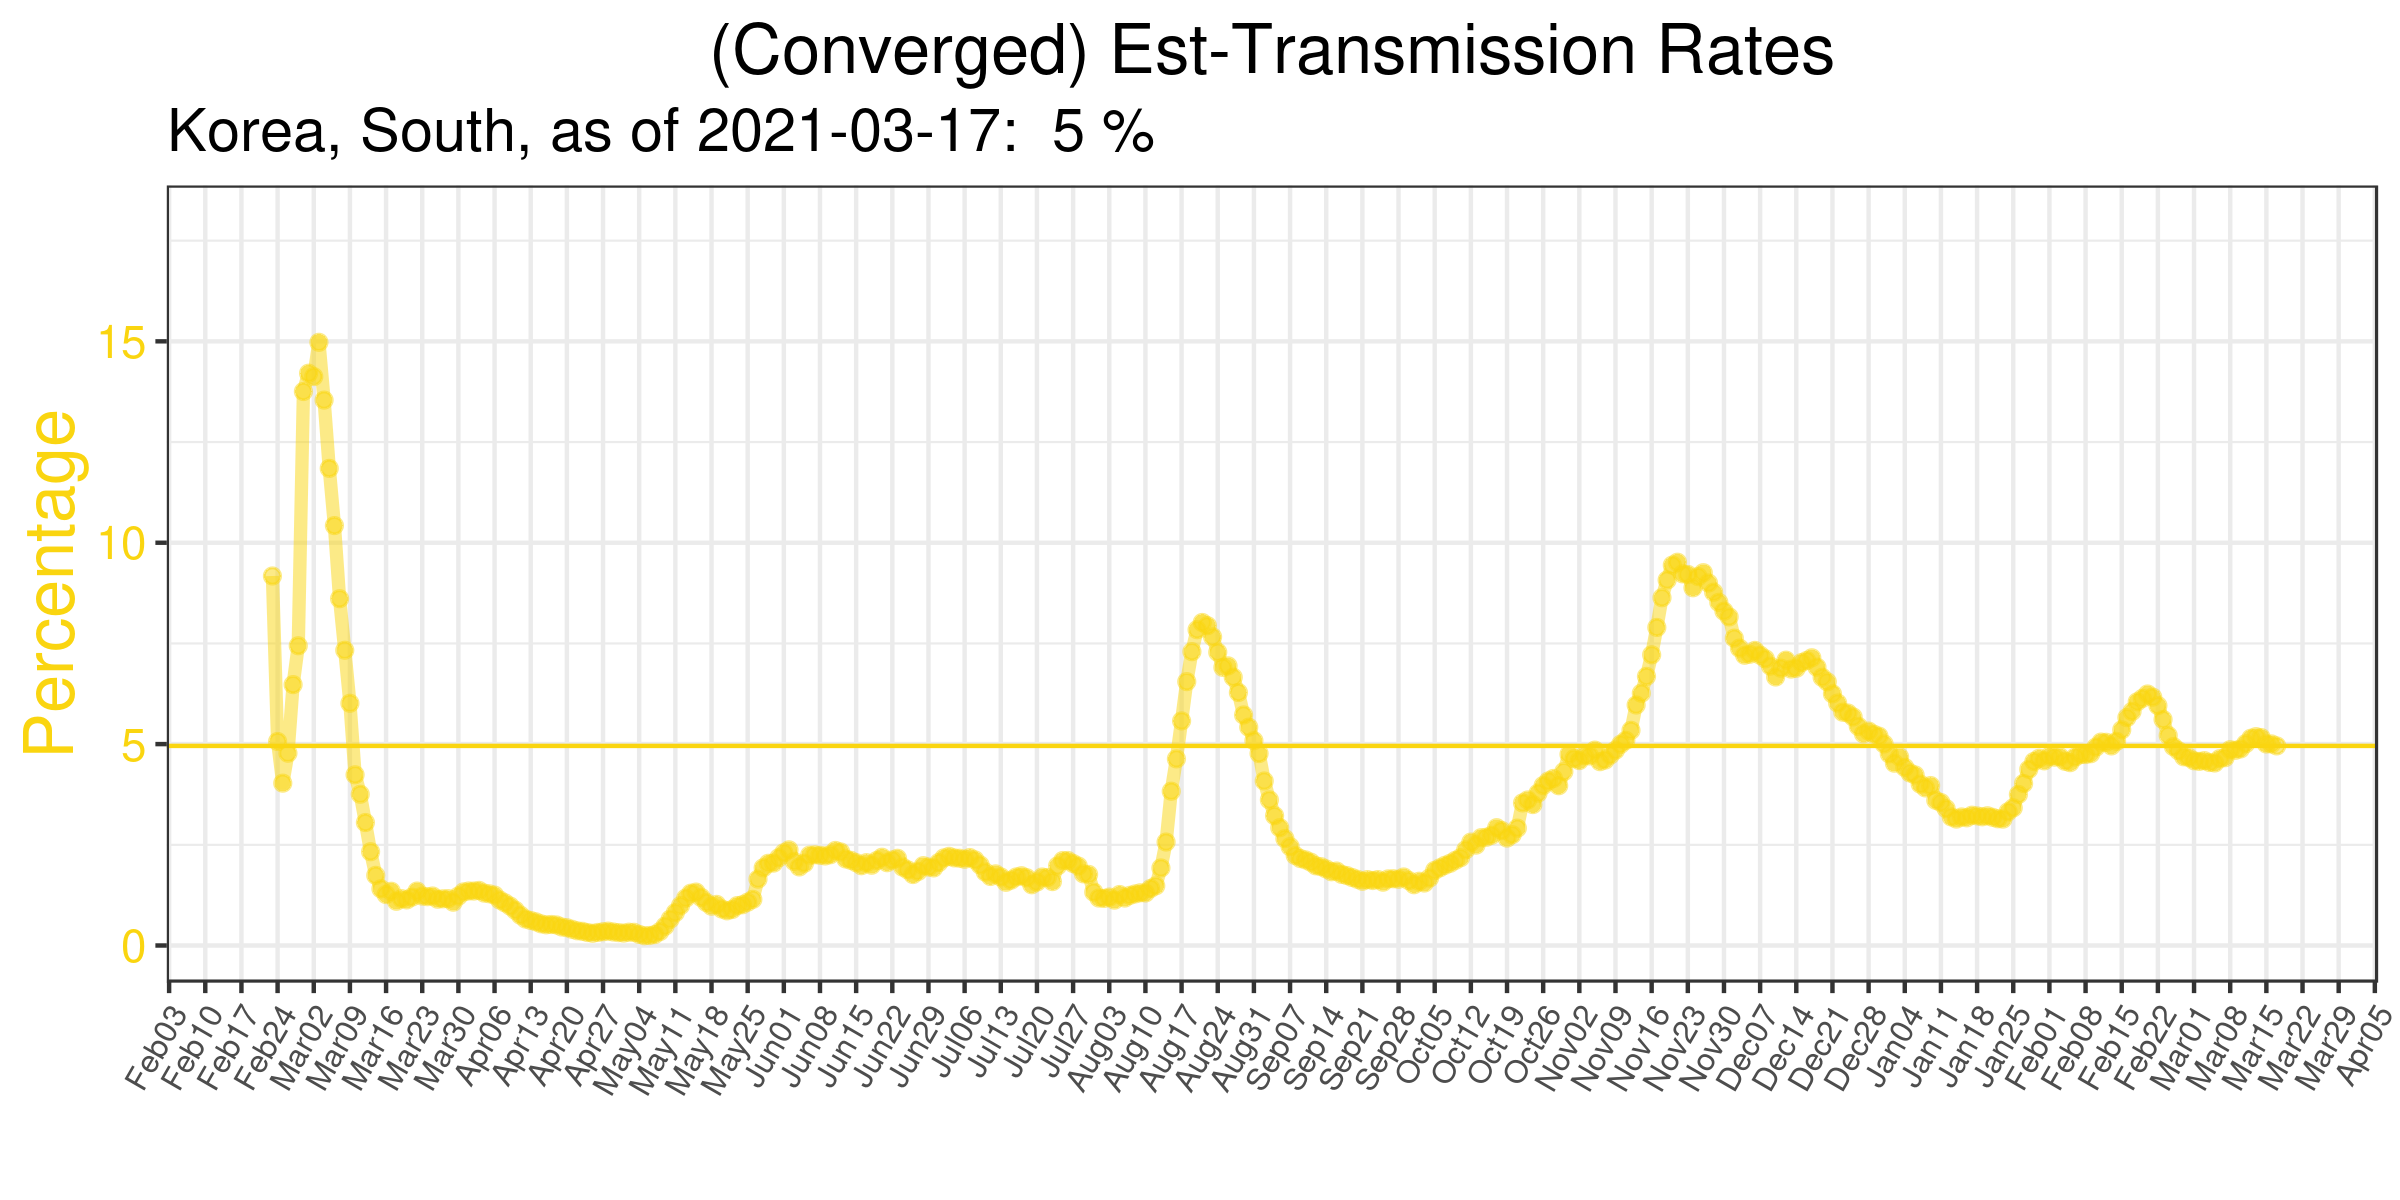 (Converged) Est-Transmission Rates
Korea, South, as of 2021-03-17:  5 %
Percentage
15
10
5
0
Feb03
Feb10
Feb17
Feb24
Mar02
Mar09
Mar16
Mar23
Mar30
Apr06
Apr13
Apr20
Apr27
May04
May11
May18
May25
Jun01
Jun08
Jun15
Jun22
Jun29
Jul06
Jul13
Jul20
Jul27
Aug03
Aug10
Aug17
Aug24
Aug31
Sep07
Sep14
Sep21
Sep28
Oct05
Oct12
Oct19
Oct26
Nov02
Nov09
Nov16
Nov23
Nov30
Dec07
Dec14
Dec21
Dec28
Jan04
Jan11
Jan18
Jan25
Feb01
Feb08
Feb15
Feb22
Mar01
Mar08
Mar15
Mar22
Mar29
Apr05